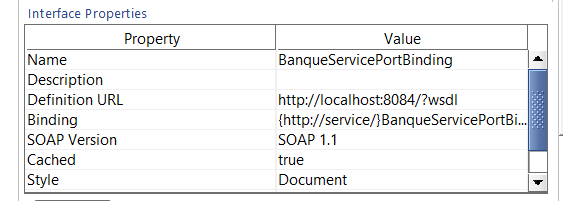 Interface Properties
Property Value
Name BanqueServicePortBinding
Description
Definition URL http://localhost:8084/?wsdl
Binding {http://service/}BanqueServicePortBi...
SOAP Version SOAP 1.1
Cached true
Style Document